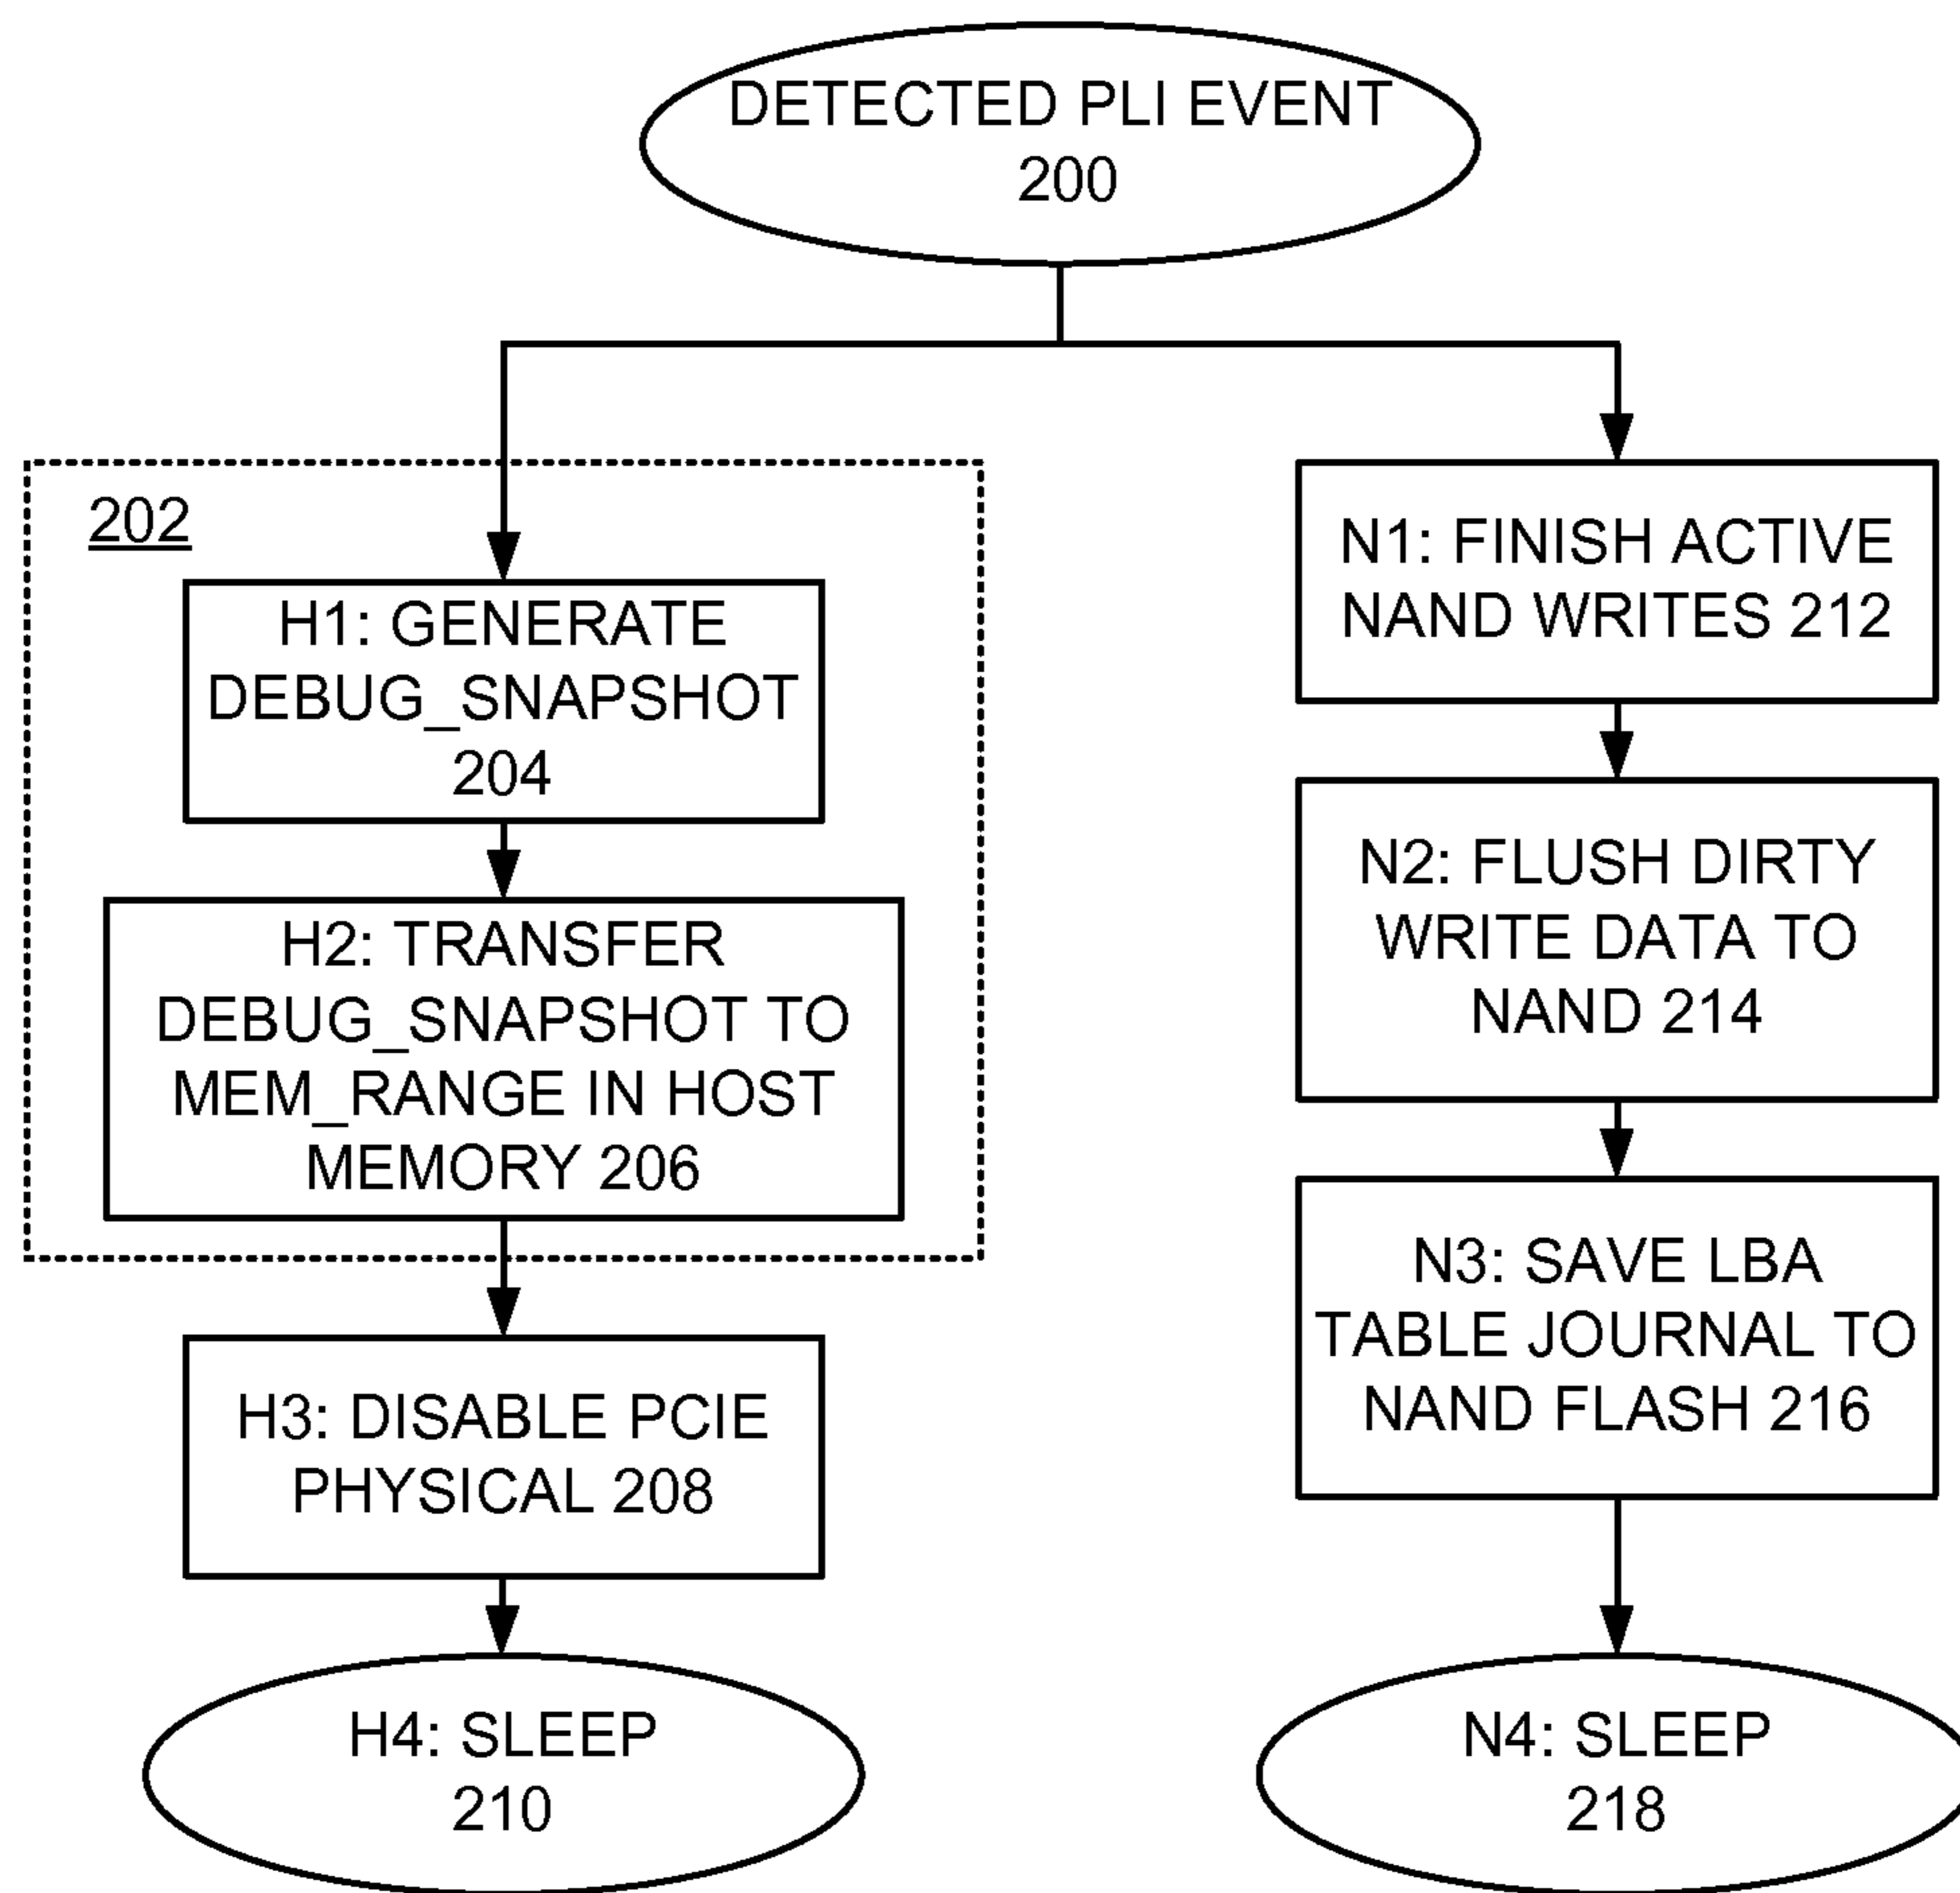 DETECTED PLI EVENT
200
202
H1: GENERATE
DEBUG_SNAPSHOT
204
H2: TRANSFER
DEBUG_SNAPSHOT TO
MEM_RANGE IN HOST
MEMORY 206
H3: DISABLE PCIE
PHYSICAL 208
H4: SLEEP
210
N1: FINISH ACTIVE
NAND WRITES 212
N2: FLUSH DIRTY
WRITE DATA TO
NAND 214
N3: SAVE LBA
TABLE JOURNAL TO
NAND FLASH 216
N4: SLEEP
218